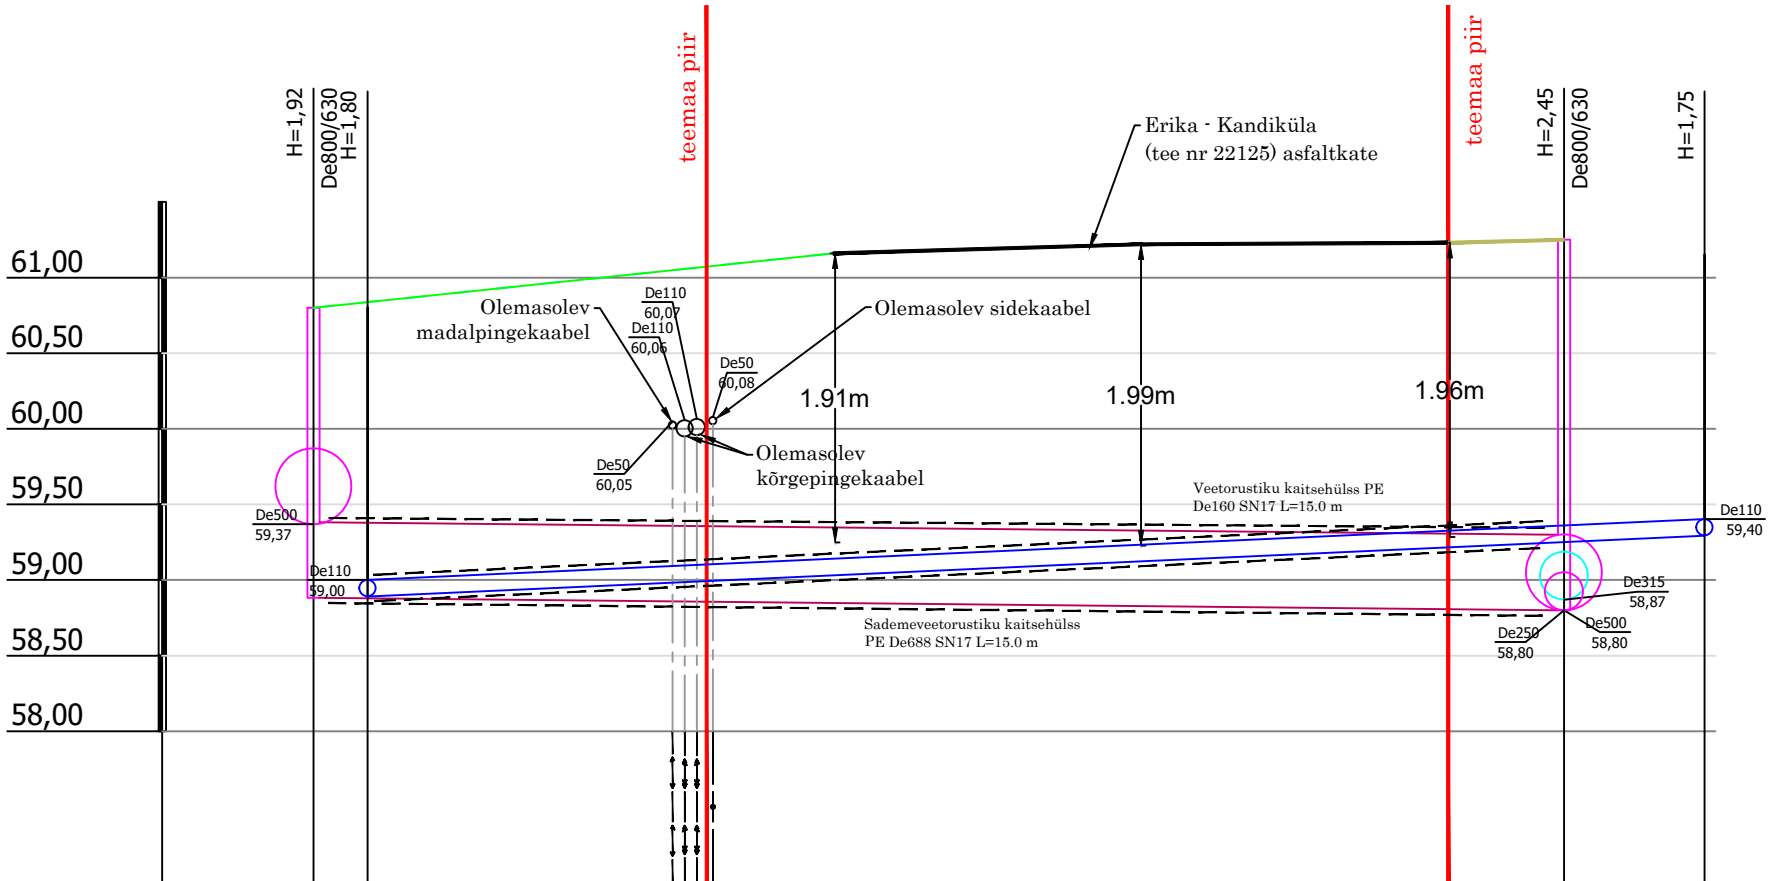 H=1,92
De800/630
H=1,80
teemaa piir
Erika - Kandiküla
(tee nr 22125) asfaltkate
teemaa piir
H=2,45
De800/630
H=1,75
61,00
60,50
60,00
59,50
59,00
58,50
58,00
Olemasolev
madalpingekaabel
De110
60,07
De110
60,06
Olemasolev sidekaabel
De50
60,08
De50
60,05
Olemasolev
kõrgepingekaabel
1.91m
1.99m
1.96m
Veetorustiku kaitsehülss PE
De160 SN17 L=15.0 m
De500
59,37
De110
59,00
De110
59,40
De315
58,87
De250
58,80
De500
58,80
Sademeveetorustiku kaitsehülss
PE De688 SN17 L=15.0 m